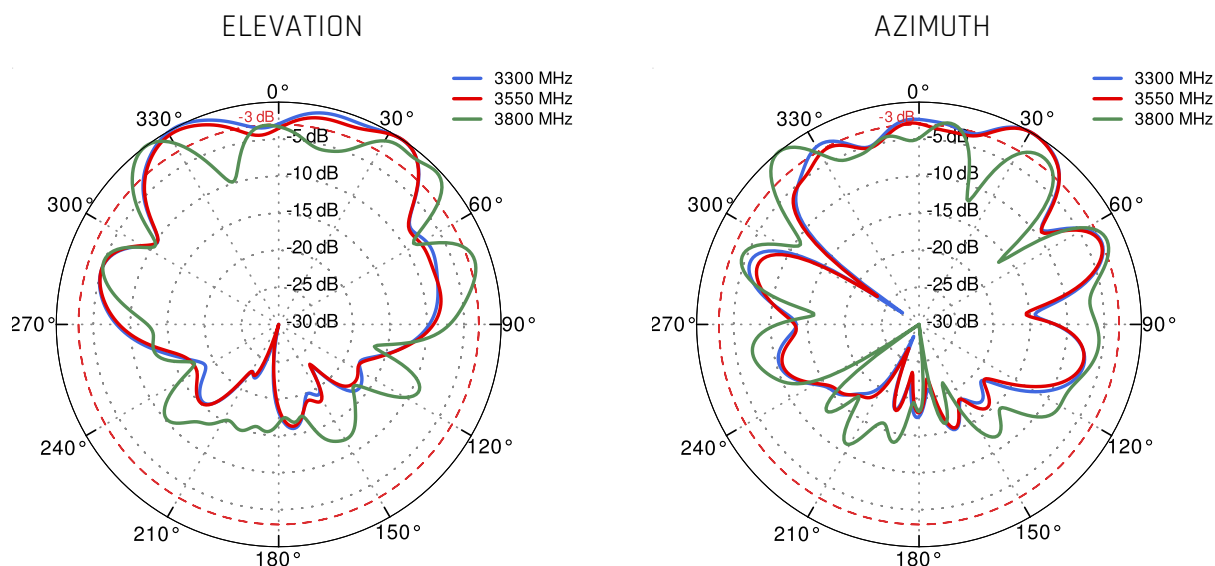 ELEVATION
3300 MHz
3550 MHz
3800 MHz
0°
30°
60°
90°
120°
150°
180°
210°
240°
270°
300°
330°
-3 dB
-5 dB
-10 dB
-15 dB
-20 dB
-25 dB
-30 dB
AZIMUTH
3300 MHz
3550 MHz
3800 MHz
0°
30°
60°
90°
120°
150°
180°
210°
240°
270°
300°
330°
-3 dB
-5 dB
-10 dB
-15 dB
-20 dB
-25 dB
-30 dB